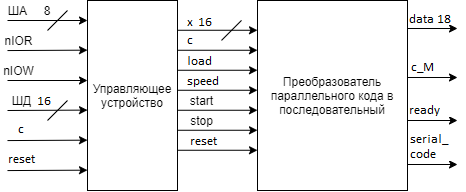 ША 8
nIOR
nIOW
ШД 16
c
reset
Управляющее
устройство
x 16
c
load
speed
start
stop
reset
Преобразователь
параллельного кода в
последовательный
data 18
c_M
ready
serial_
code